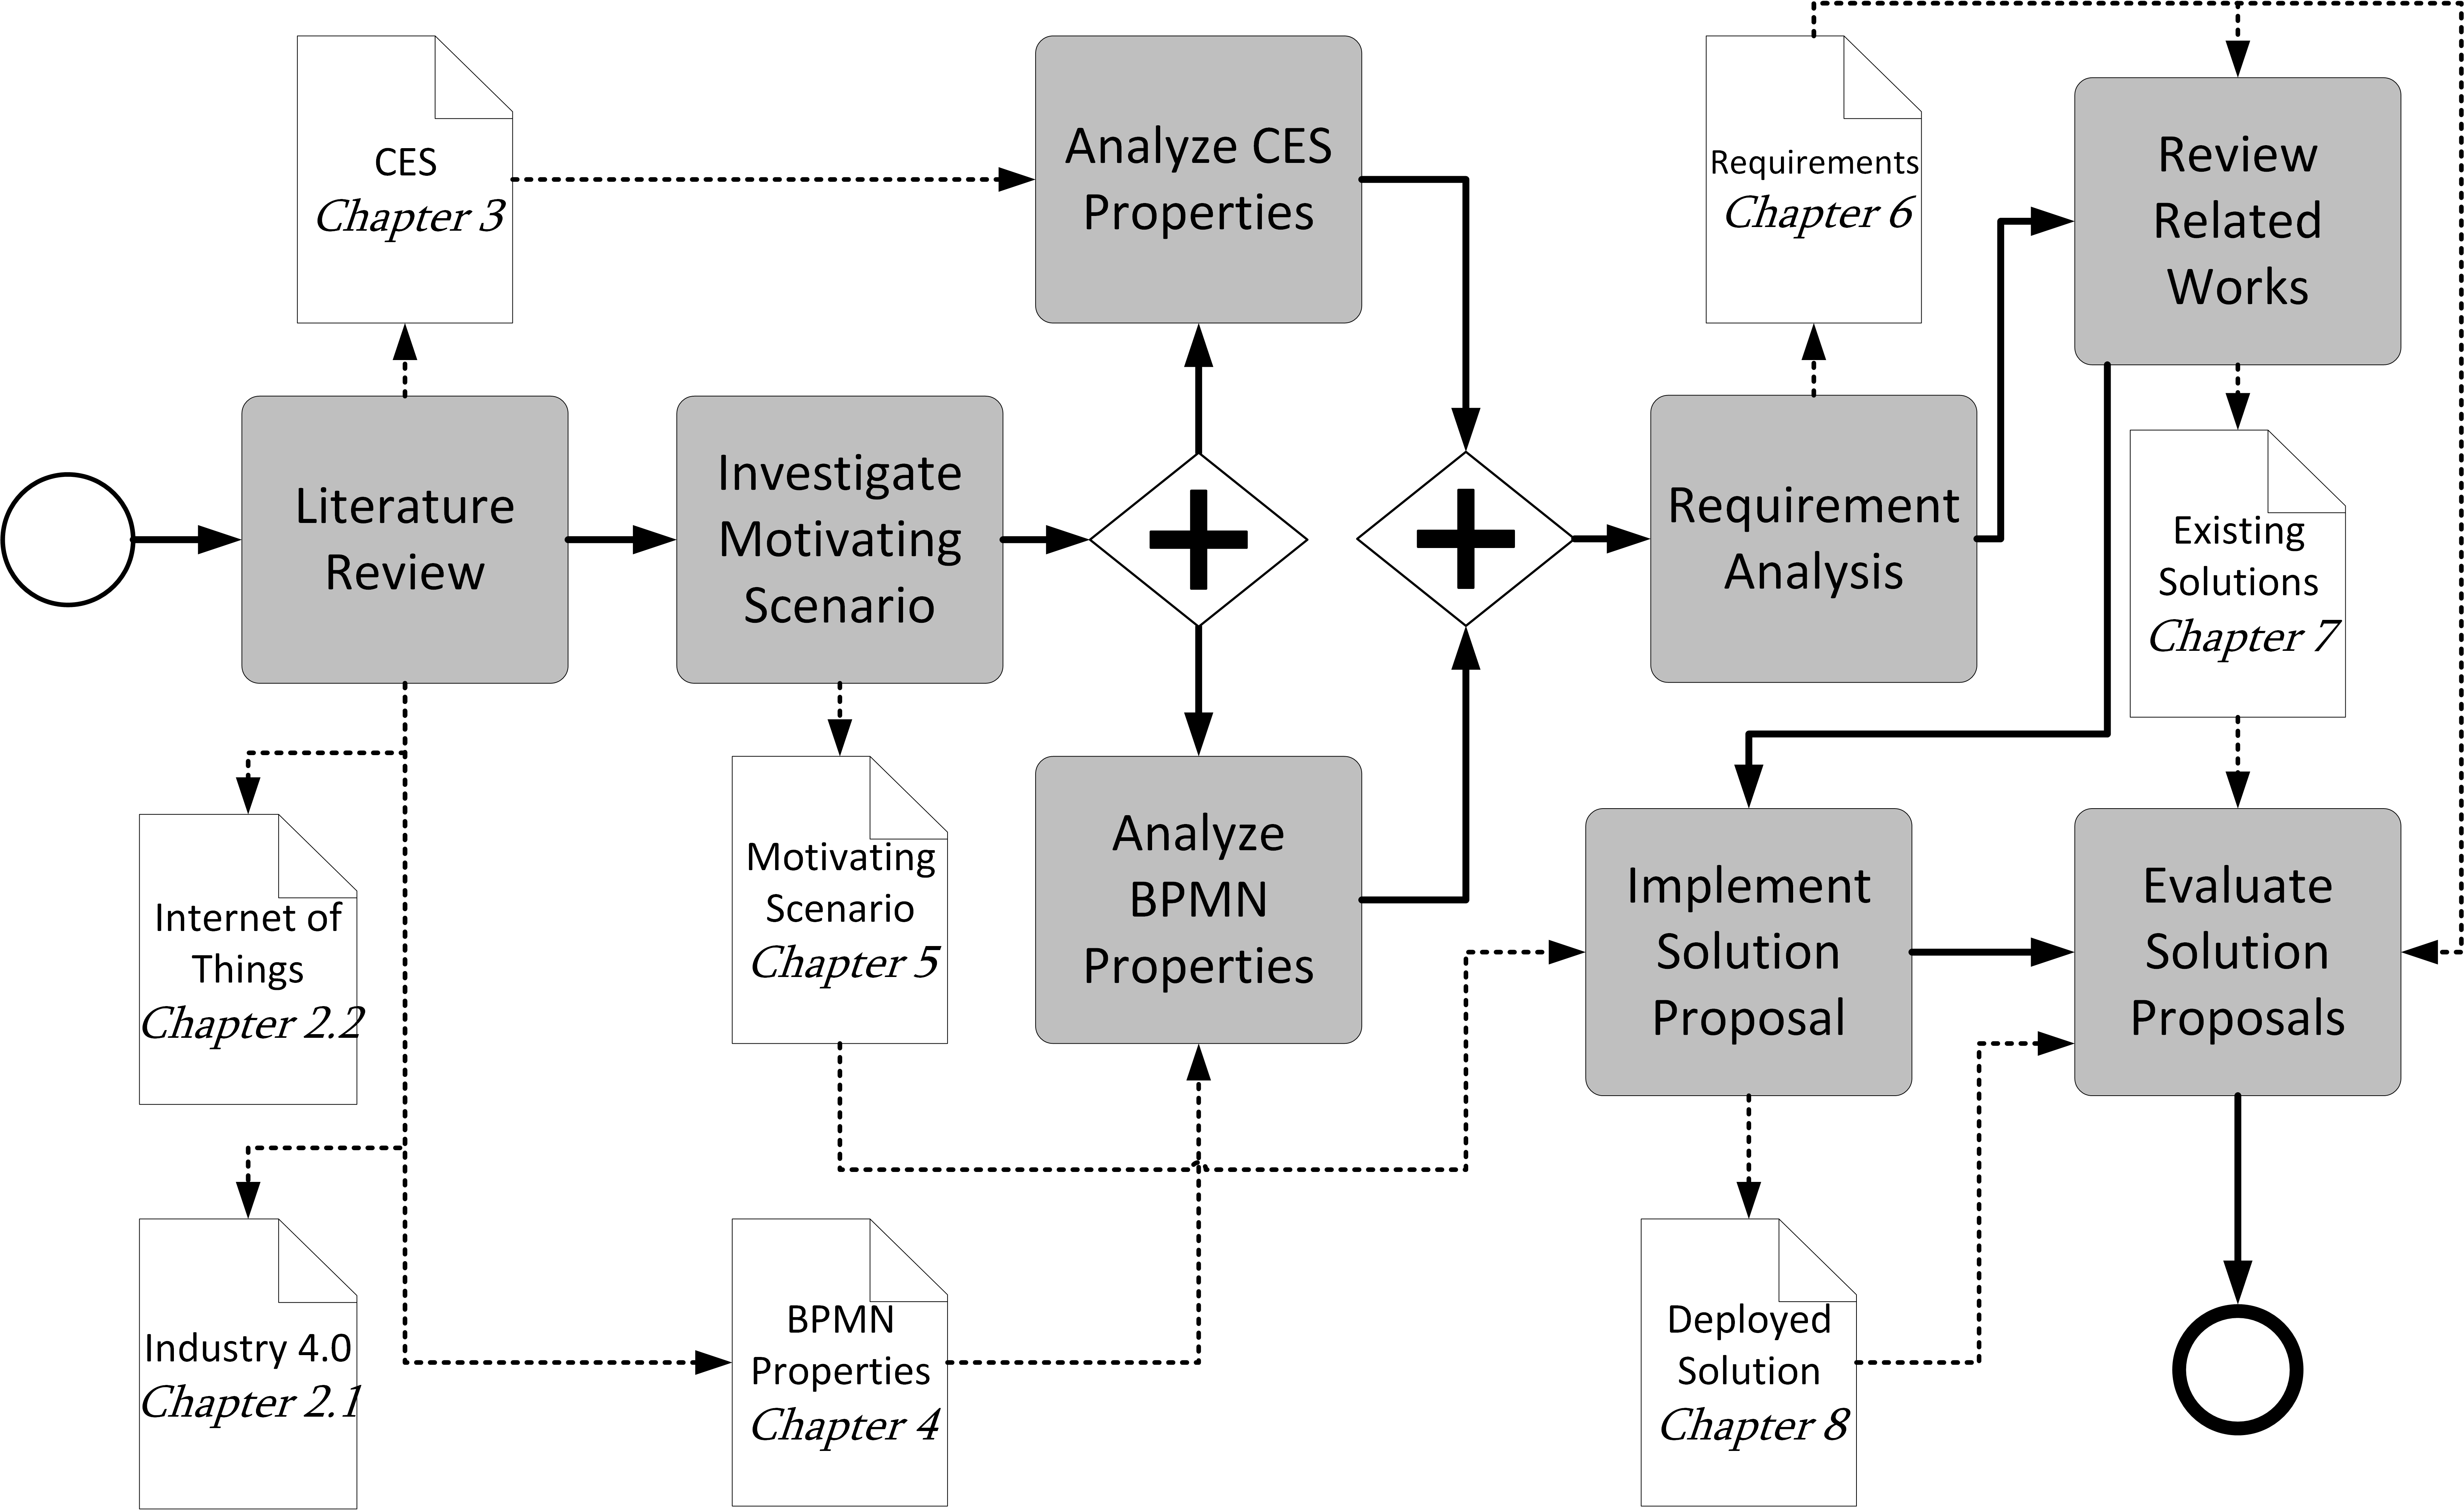 CES
Chapter 3
Analyze CES
Properties
Requirements
Chapter 6
Review
Related
Works
Literature
Review
Investigate
Motivating
Scenario
Requirement
Analysis
Existing
Solutions
Chapter 7
Internet of
Things
Chapter 2.2
Motivating
Scenario
Chapter 5
Analyze
BPMN
Properties
Implement
Solution
Proposal
Evaluate
Solution
Proposals
Industry 4.0
Chapter 2.1
BPMN
Properties
Chapter 4
Deployed
Solution
Chapter 8